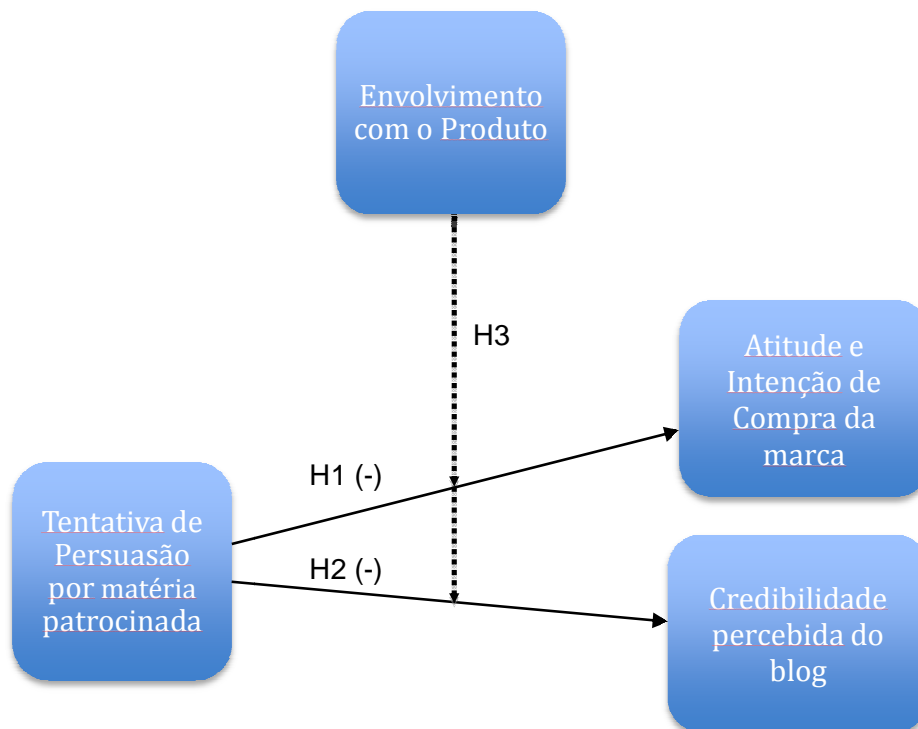 Envolvimento
com o Produto
H3
Atitude e
Intenção de
Compra da
marca
H1 (-)
Tentativa de
Persuasão
por matéria
patrocinada
H2 (-)
Credibilidade
percebida do
blog